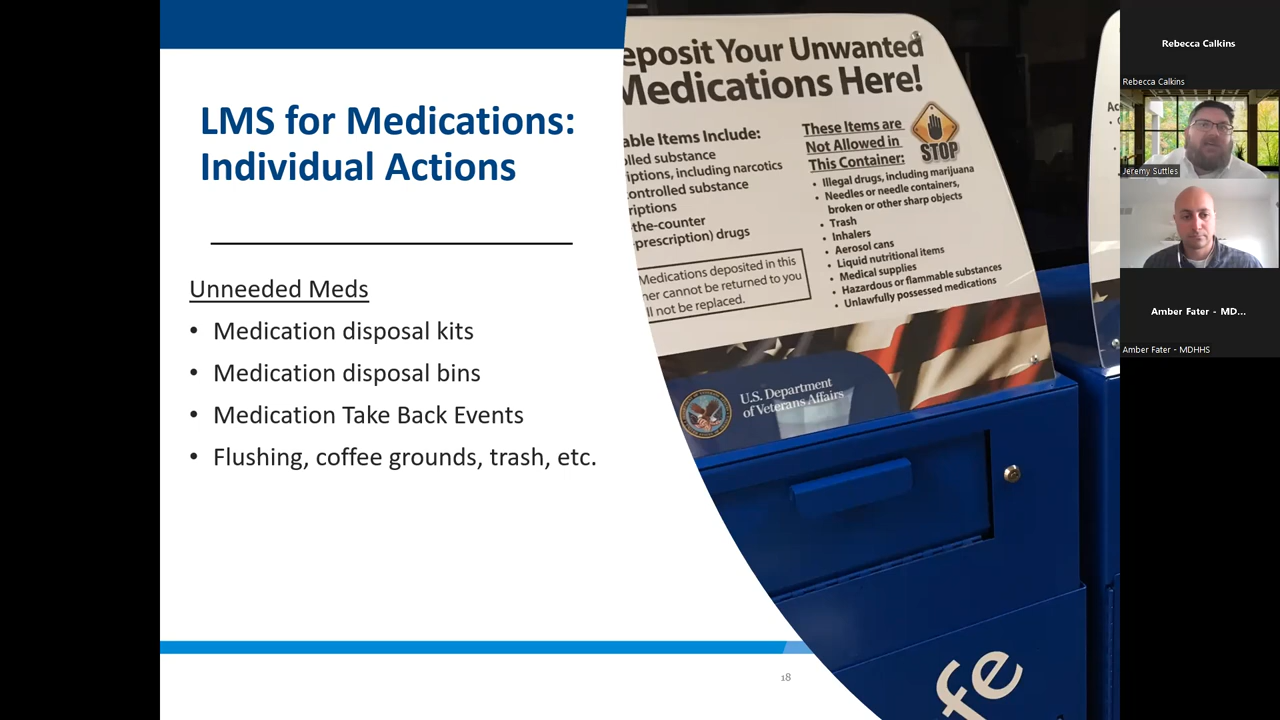 LMS for Medications:
Individual Actions
Unneeded Meds
• Medication disposal kits
• Medication disposal bins
• Medication Take Back Events
• Flushing, coffee grounds, trash, etc.
18
eposit Your Unwanted
Medications Here!
able Items Include:
olled substance
iptions, including narcotics
ontrolled substance
riptions
the-counter
prescription) drugs
Medications deposited in this
ner cannot be returned to you
ll not be replaced.
These Items are
Not Allowed in
This Container:
STOP
• Illegal drugs, including marijuana
• Needles or needle containers,
broken or other sharp objects
• Trash
• Inhalers
• Aerosol cans
• Liquid nutritional items
• Medical supplies
• Hazardous or flammable substances
• Unlawfully possessed medications
U.S. Department
of Veterans Affairs
fe
Rebecca Calkins
Rebecca Calkins
Jeremy Suttles
Amber Fater - MD...
Amber Fater - MDHHS